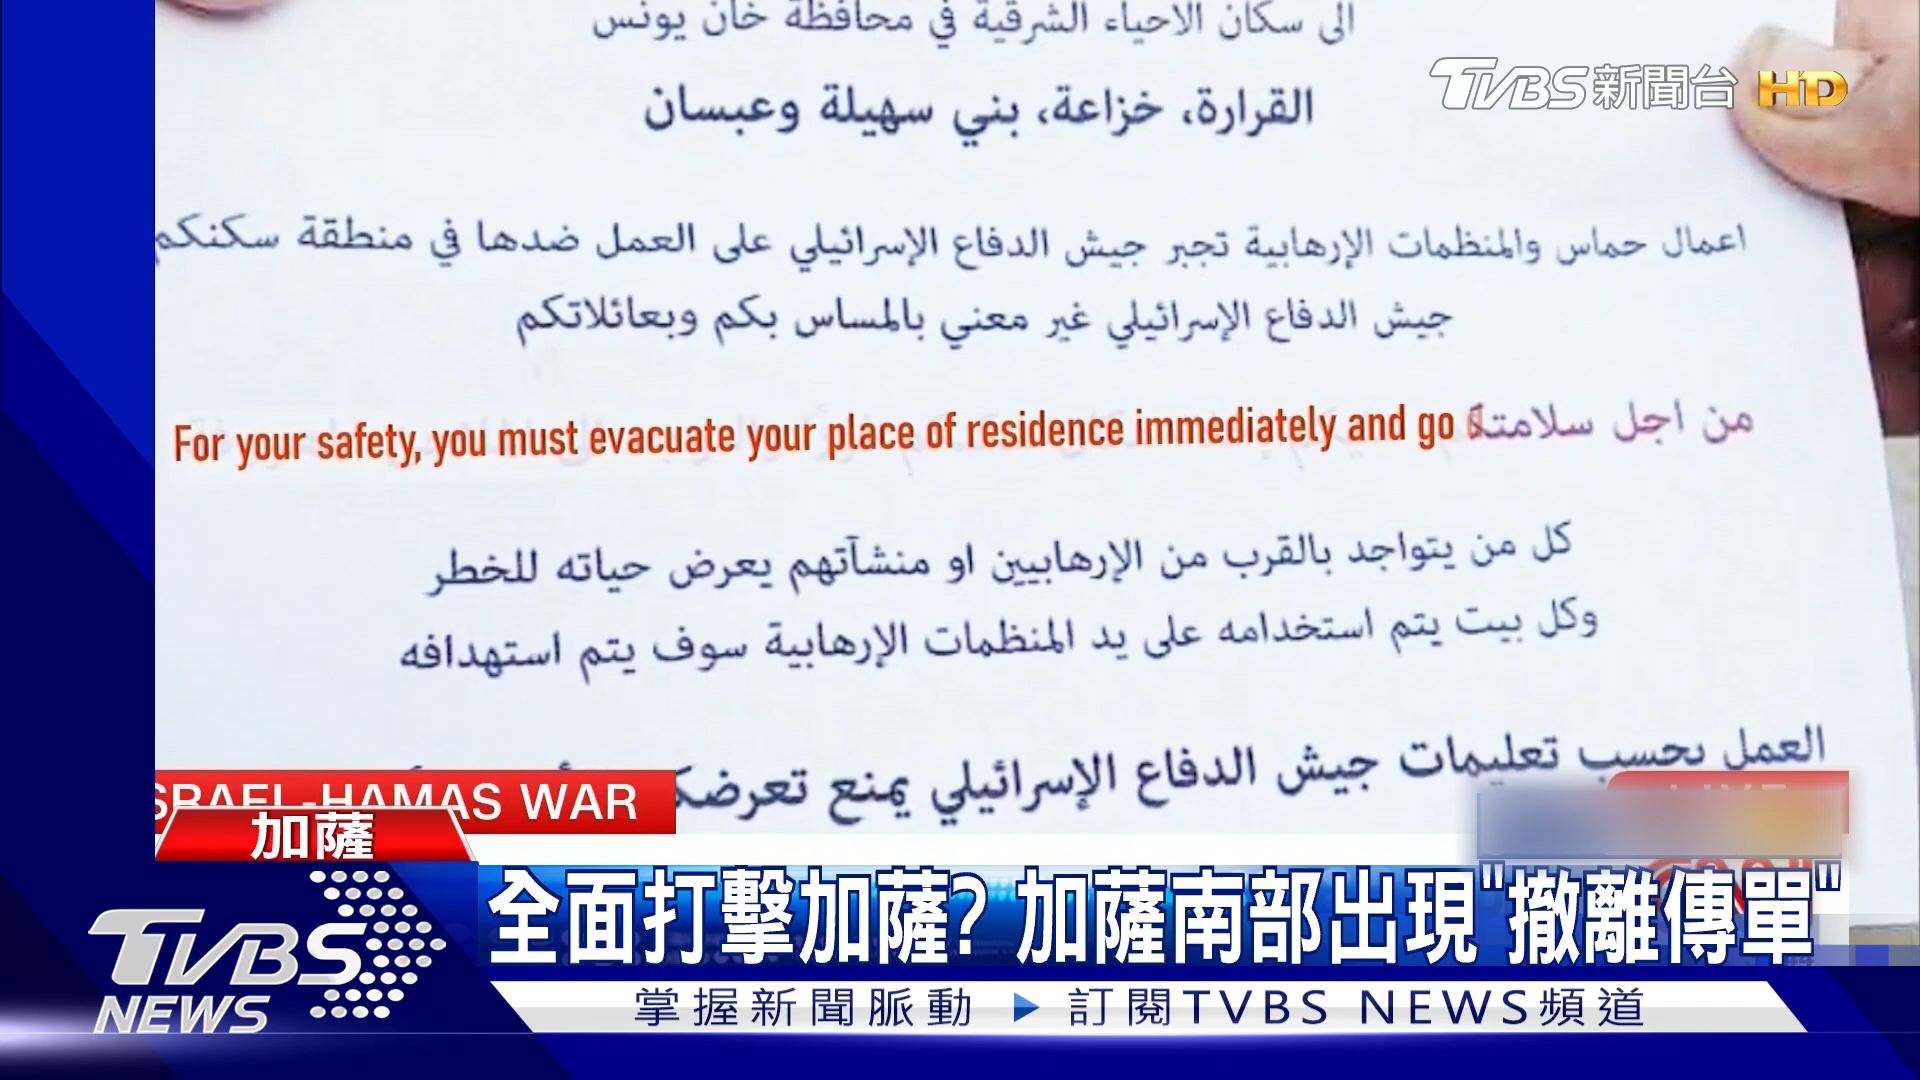 الى سكان الاحياء الشرقية في محافظة خان يونس
TVBS新聞台 HD
القرارة، خزاعة، بني سهيلة وعبسان
اعمال حماس والمنظمات الإرهابية تجبر جيش الدفاع الإسرائيلي على العمل ضدها في منطقة سكنكم
جيش الدفاع الإسرائيلي غير معني بالمساس بكم وبعائلاتكم
For your safety, you must evacuate your place of residence immediately and go
من اجل سلامتك
كل من يتواجد بالقرب من الإرهابيين او منشآتهم يعرض حياته للخطر
وكل بيت يتم استخدامه على يد المنظمات الإرهابية سوف يتم استهدافه
العمل بحسب تعليمات جيش الدفاع الإسرائيلي يمنع
SRAEL-HAMAS WAR
加薩
全面打擊加薩? 加薩南部出現"撤離傳單"
TVBS NEWS
掌握新聞脈動 ▶ 訂閱TVBS NEWS頻道